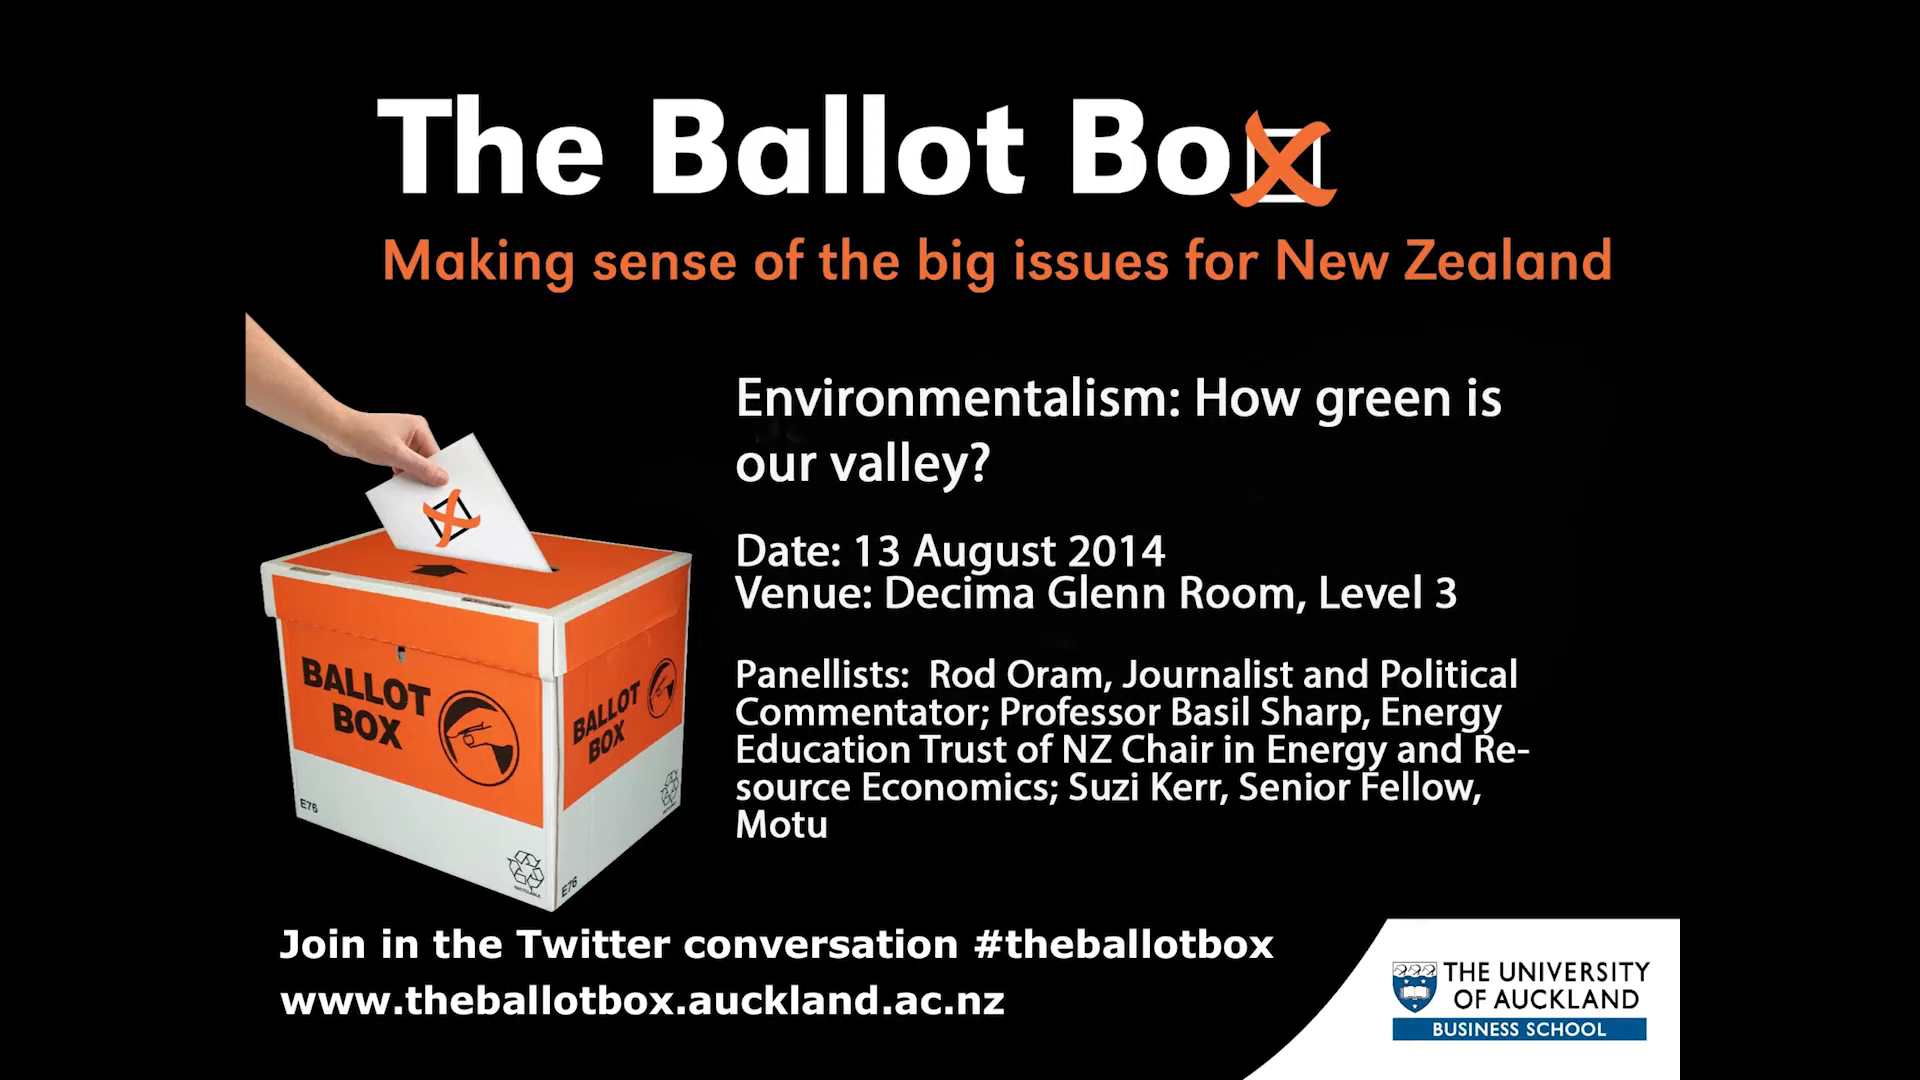 The Ballot Box
Making sense of the big issues for New Zealand
Environmentalism: How green is
our valley?
Date: 13 August 2014
Venue: Decima Glenn Room, Level 3
Panellists: Rod Oram, Journalist and Political
Commentator; Professor Basil Sharp, Energy
Education Trust of NZ Chair in Energy and Re-
source Economics; Suzi Kerr, Senior Fellow,
Motu
BALLOT
BOX
BALLOT
BOX
E76
E76
RECYCLABLE
Join in the Twitter conversation #theballotbox
www.theballotbox.auckland.ac.nz
THE UNIVERSITY
OF AUCKLAND
BUSINESS SCHOOL